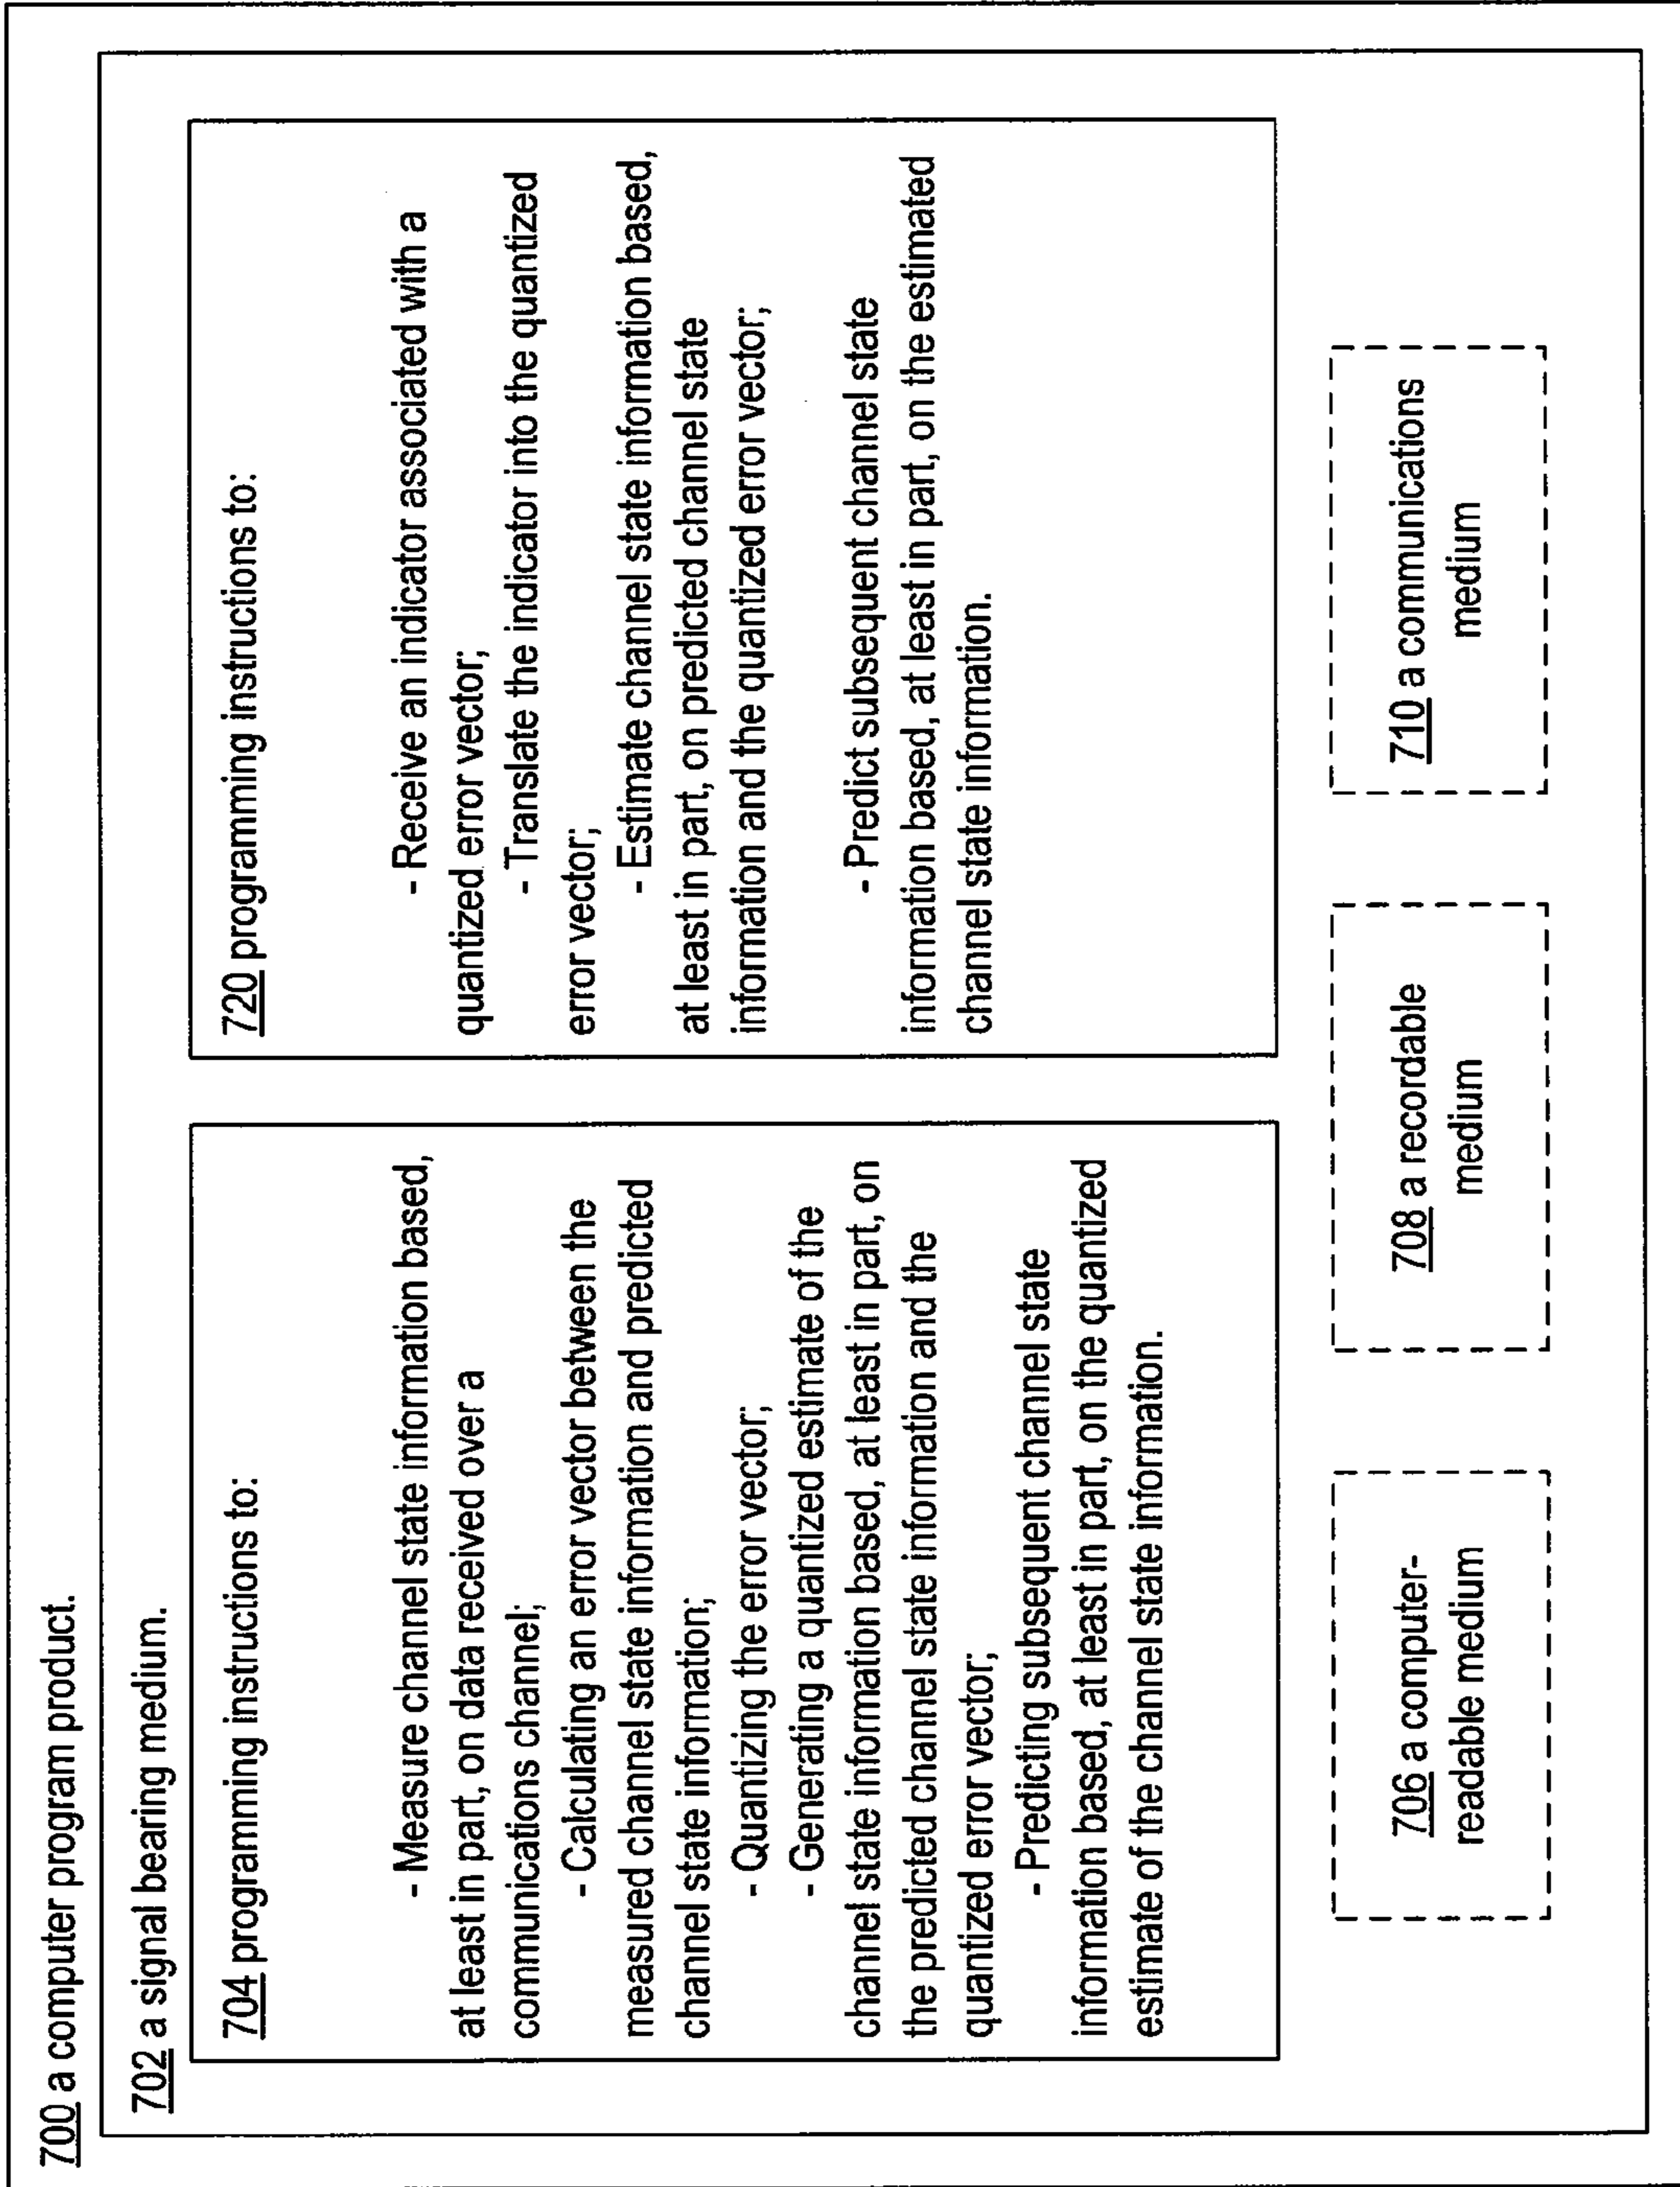 700 a computer program product.
702 a signal bearing medium.
704 programming instructions to:
- Measure channel state information based,
at least in part, on data received over a
communications channel;
- Calculating an error vector between the
measured channel state information and predicted
channel state information;
- Quantizing the error vector;
- Generating a quantized estimate of the
channel state information based, at least in part, on
the predicted channel state information and the
quantized error vector;
- Predicting subsequent channel state
information based, at least in part, on the quantized
estimate of the channel state information.
720 programming instructions to:
- Receive an indicator associated with a
quantized error vector;
- Translate the indicator into the quantized
error vector;
- Estimate channel state information based,
at least in part, on predicted channel state
information and the quantized error vector;
- Predict subsequent channel state
information based, at least in part, on the estimated
channel state information.
706 a computer-
readable medium
708 a recordable
medium
710 a communications
medium